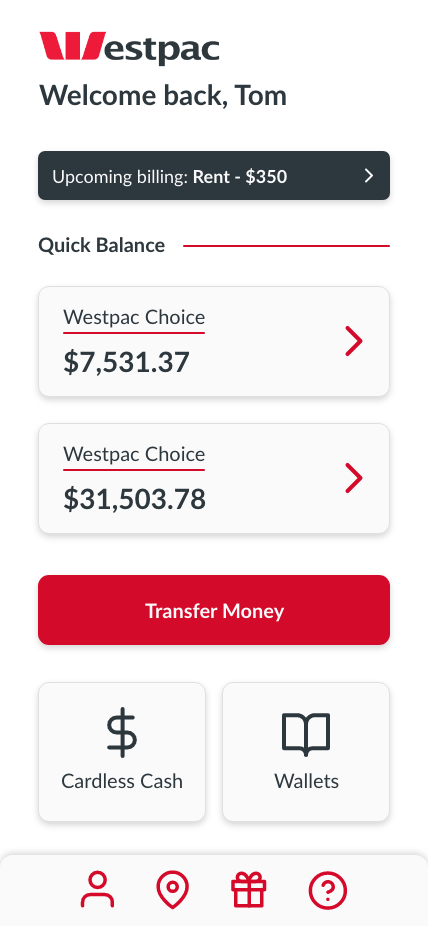 Westpac
Welcome back, Tom
Upcoming billing: Rent - $350
Quick Balance
Westpac Choice
$7,531.37
Westpac Choice
$31,503.78
Transfer Money
Cardless Cash
Wallets